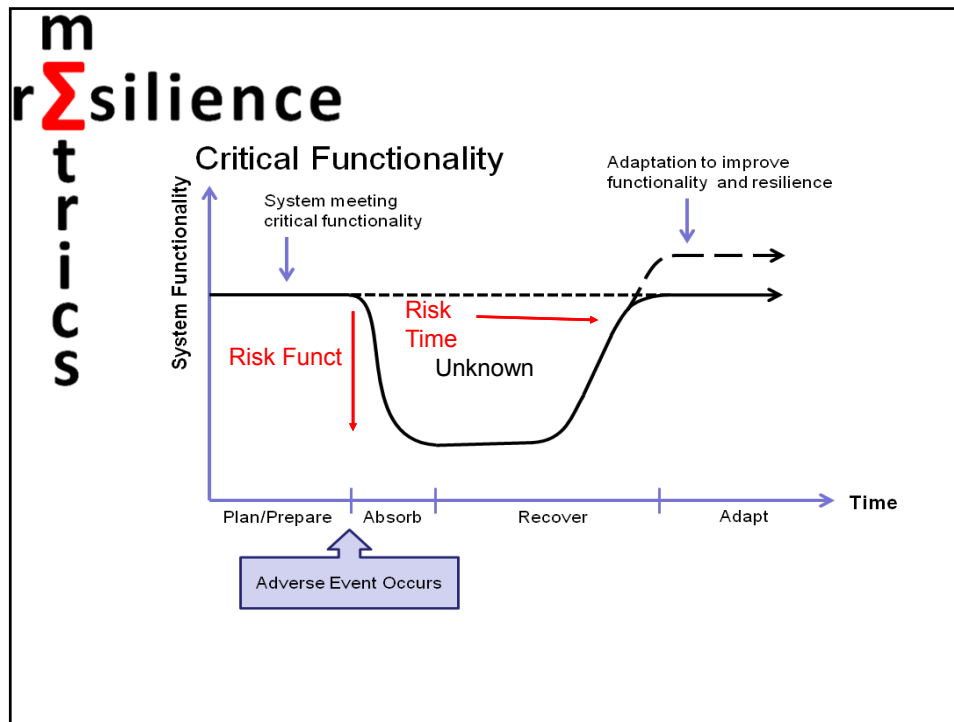 m
rΣsilience
t
r
i
c
s
Critical Functionality
System meeting
critical functionality
Adaptation to improve
functionality and resilience
System Functionality
Risk Funct
Risk
Time
Unknown
Time
Plan/Prepare
Absorb
Recover
Adapt
Adverse Event Occurs